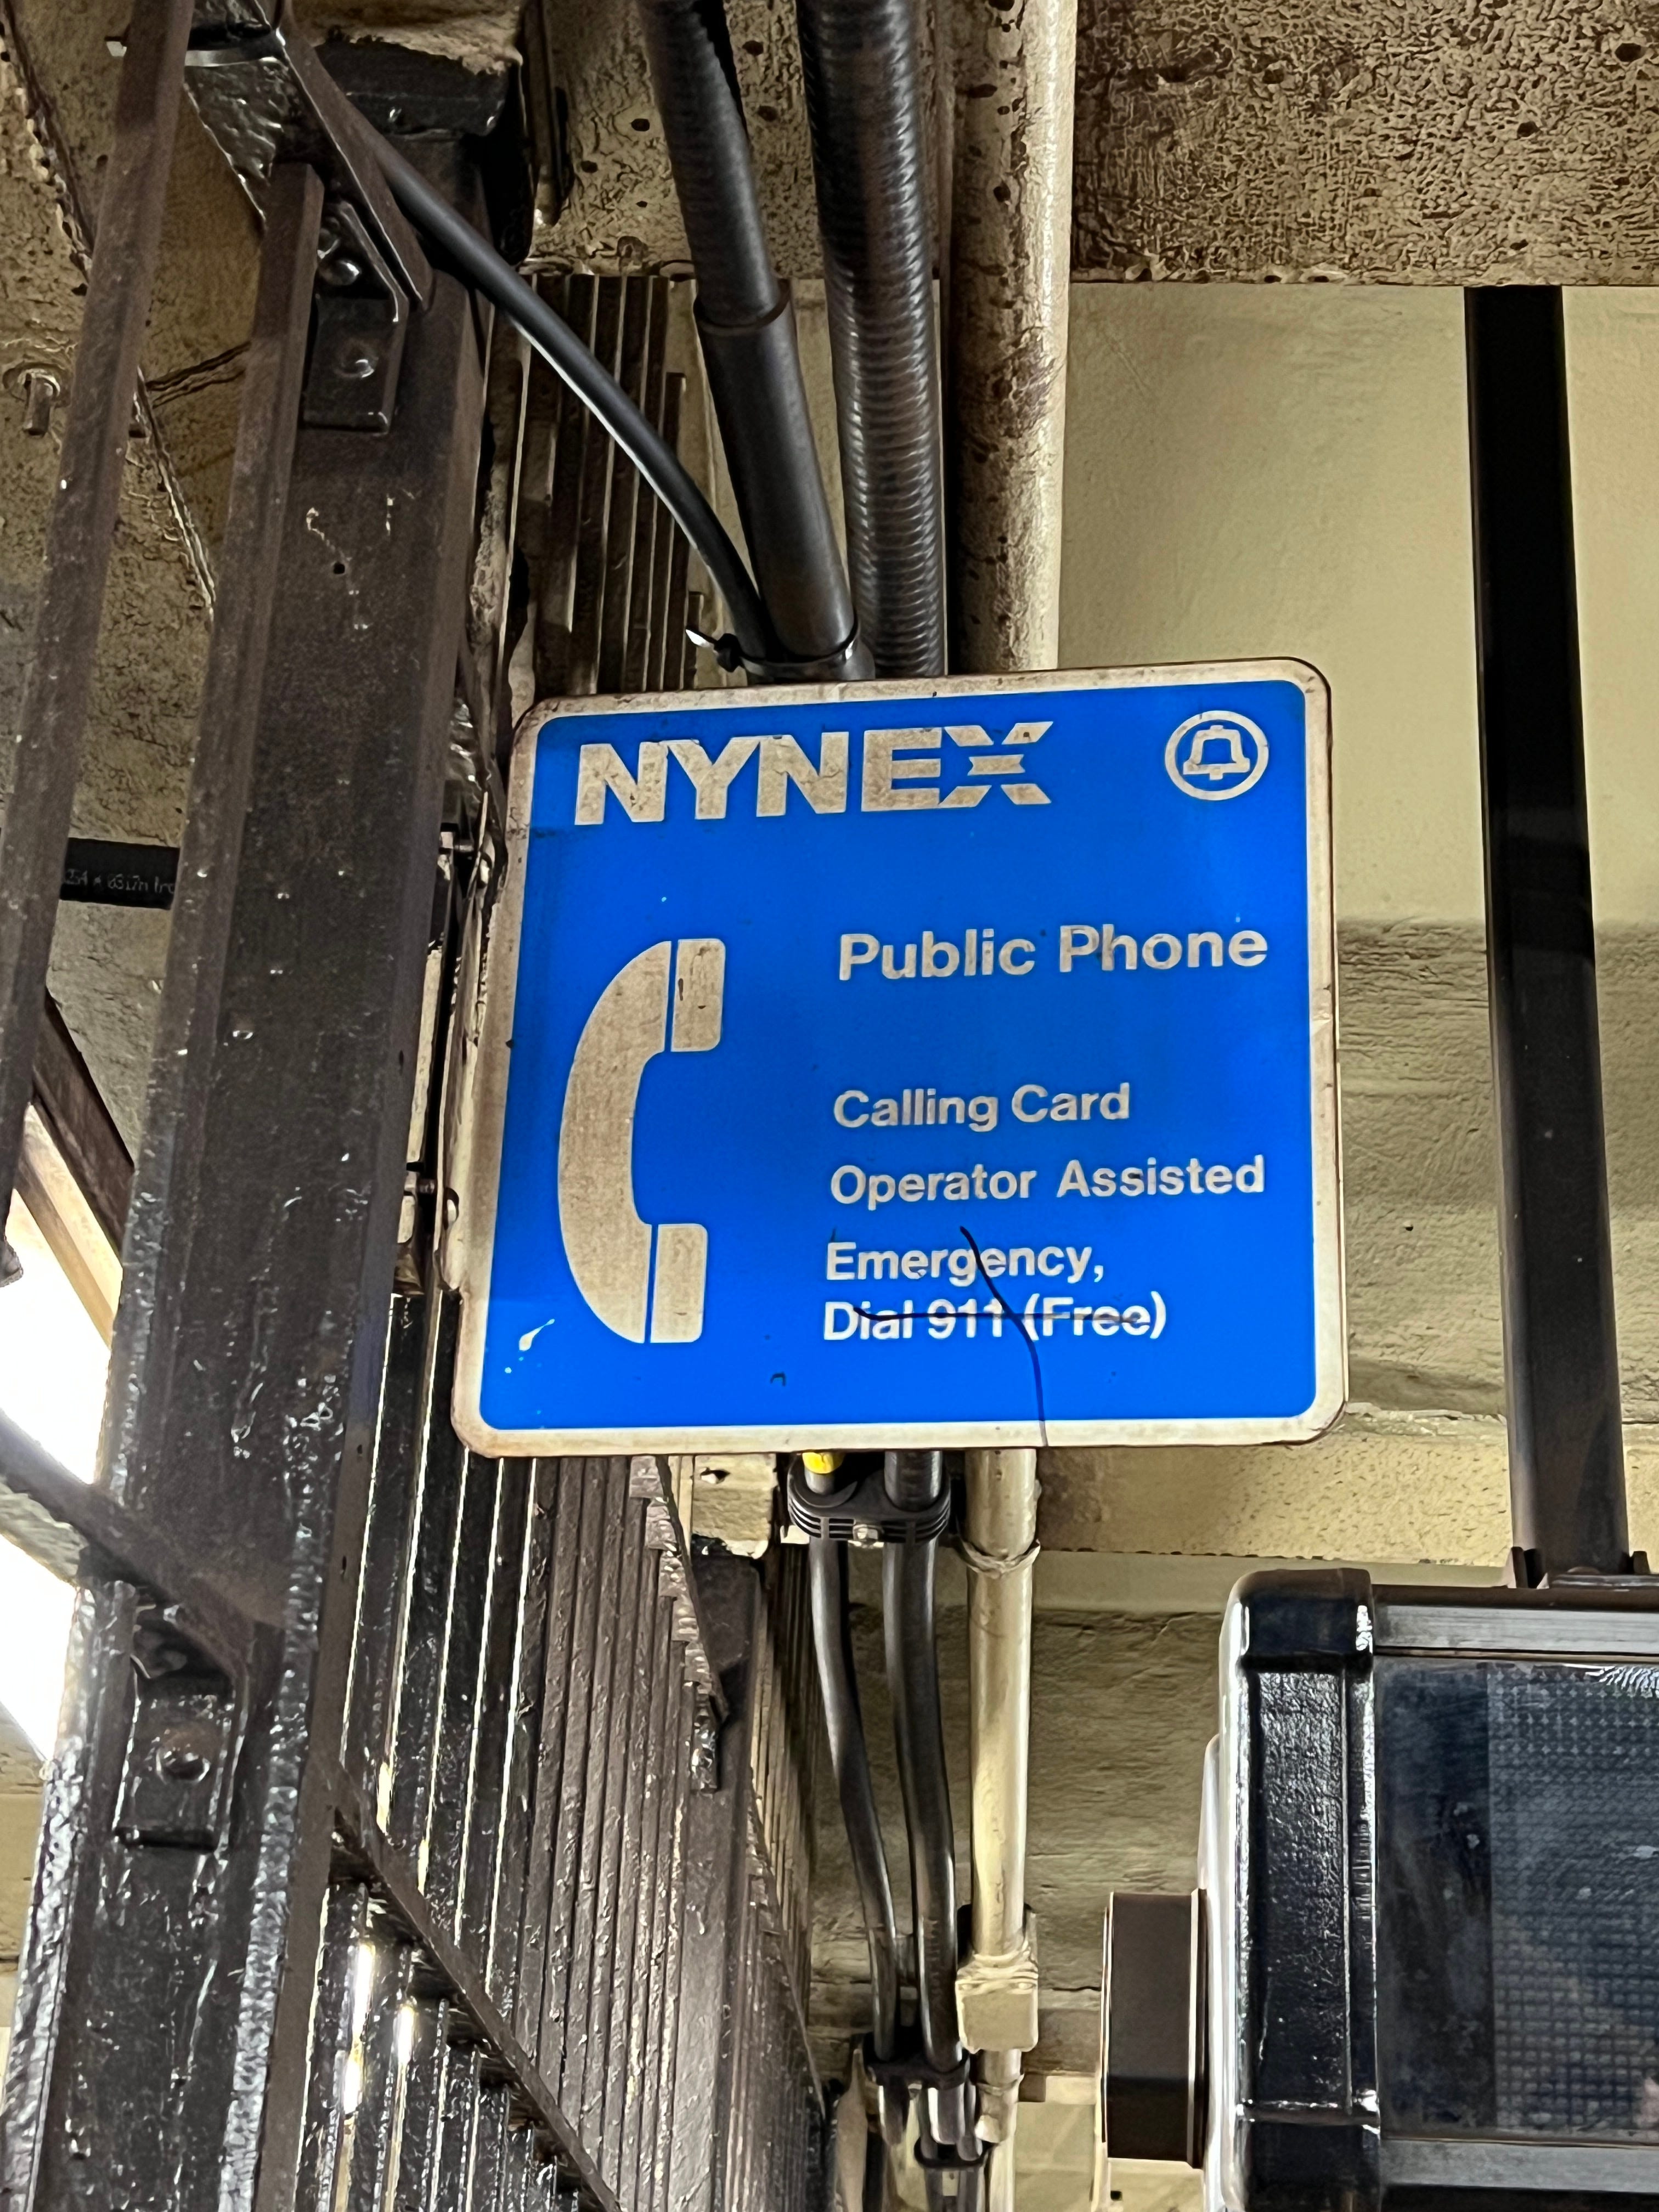 NYNEX
Public Phone
Calling Card
Operator Assisted
Emergency,
Dial 911 (Free)